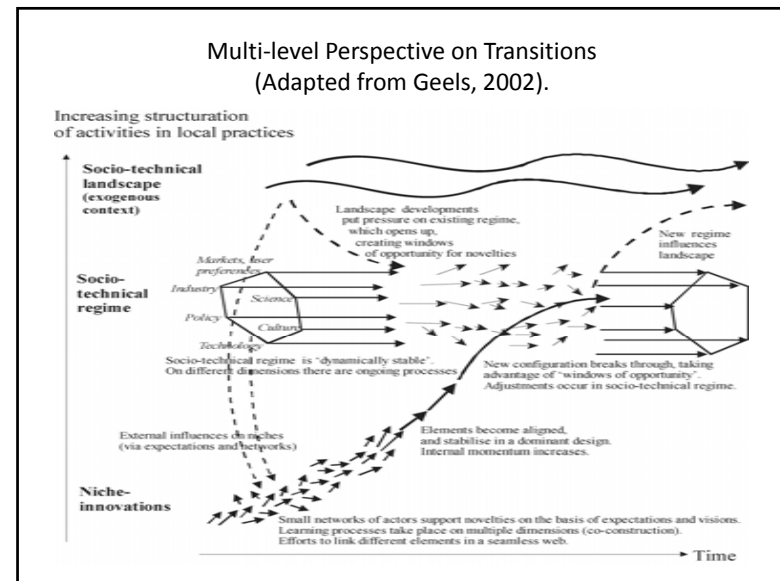 Multi-level Perspective on Transitions
(Adapted from Geels, 2002).
Increasing structuration
of activities in local practices
Socio-technical
landscape
(exogenous
context)
Landscape developments
put pressure on existing regime,
which opens up,
creating windows
of opportunity for novelties
New regime
influences
landscape
Socio-
technical
regime
Markets, user
preferences
Industry
Science
Policy
Culture
Technology
Socio-technical regime is 'dynamically stable'.
On different dimensions there are ongoing processes
New configuration breaks through, taking
advantage of 'windows of opportunity'.
Adjustments occur in socio-technical regime.
Elements become aligned,
and stabilise in a dominant design.
Internal momentum increases.
External influences on niches
(via expectations and networks)
Niche-
innovations
Small networks of actors support novelties on the basis of expectations and visions.
Learning processes take place on multiple dimensions (co-construction).
Efforts to link different elements in a seamless web.
Time